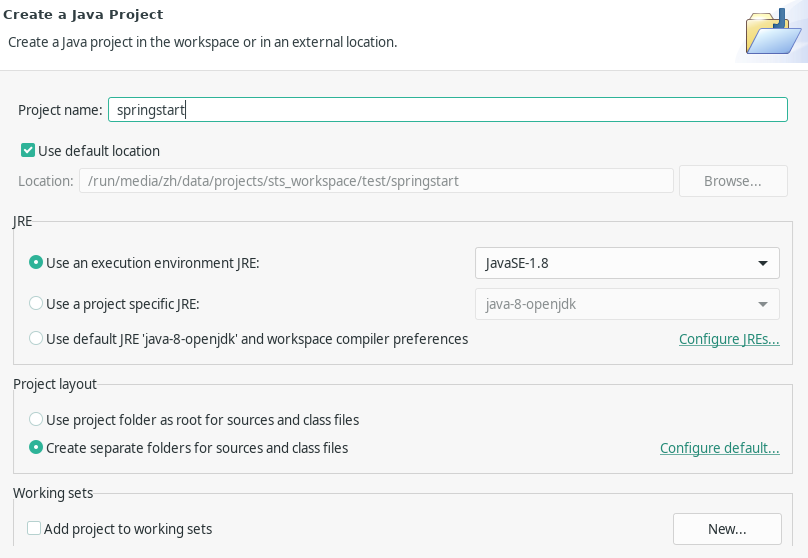 Create a Java Project
Create a Java project in the workspace or in an external location.
Project name: springstart
Use default location
Location: /run/media/zh/data/projects/sts_workspace/test/springstart Browse...
JRE
Use an execution environment JRE: JavaSE-1.8
Use a project specific JRE: java-8-openjdk
Use default JRE 'java-8-openjdk' and workspace compiler preferences Configure JREs...
Project layout
Use project folder as root for sources and class files
Create separate folders for sources and class files Configure default...
Working sets
Add project to working sets New...